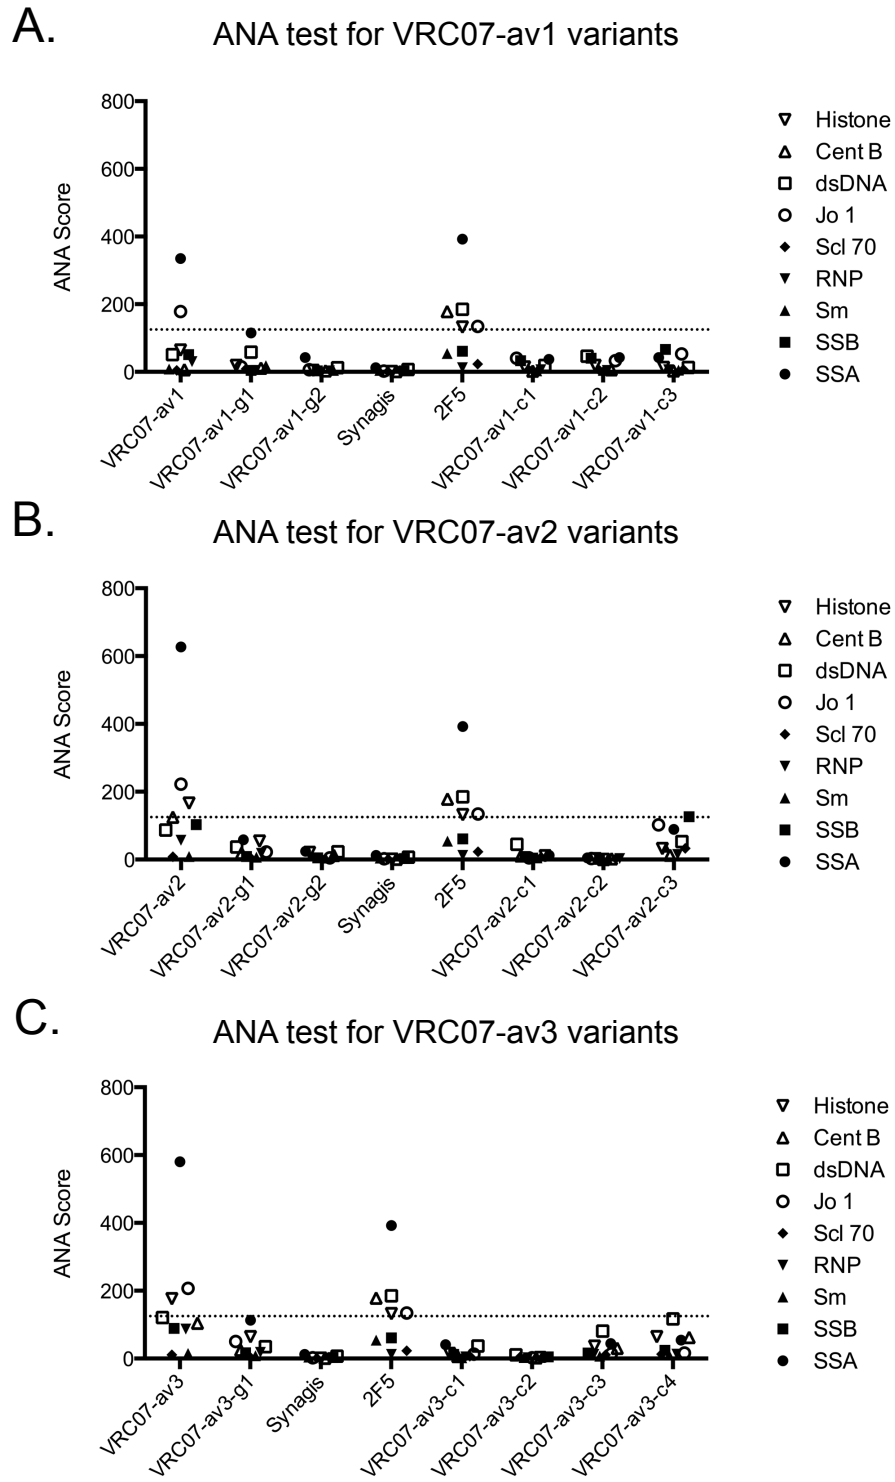 A.
ANA test for VRC07-av1 variants
800
600
400
200
0
ANA Score
VRC07-av1
VRC07-av1-g1
VRC07-av1-g2
Synagis
2F5
VRC07-av1-c1
VRC07-av1-c2
VRC07-av1-c3
Histone
Cent B
dsDNA
Jo 1
Scl 70
RNP
Sm
SSB
SSA
B.
ANA test for VRC07-av2 variants
800
600
400
200
0
ANA Score
VRC07-av2
VRC07-av2-g1
VRC07-av2-g2
Synagis
2F5
VRC07-av2-c1
VRC07-av2-c2
VRC07-av2-c3
Histone
Cent B
dsDNA
Jo 1
Scl 70
RNP
Sm
SSB
SSA
C.
ANA test for VRC07-av3 variants
800
600
400
200
0
ANA Score
VRC07-av3
VRC07-av3-g1
Synagis
2F5
VRC07-av3-c1
VRC07-av3-c2
VRC07-av3-c3
VRC07-av3-c4
Histone
Cent B
dsDNA
Jo 1
Scl 70
RNP
Sm
SSB
SSA